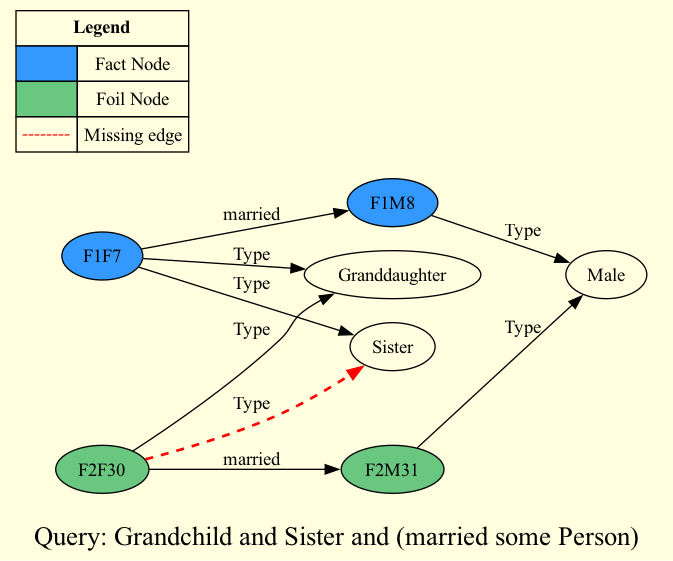 Legend
Fact Node
Foil Node
Missing edge
F1M8
married
Type
F1F7
Type
Granddaughter
Male
Type
Type
Type
Sister
Type
F2F30
married
F2M31
Query: Grandchild and Sister and (married some Person)